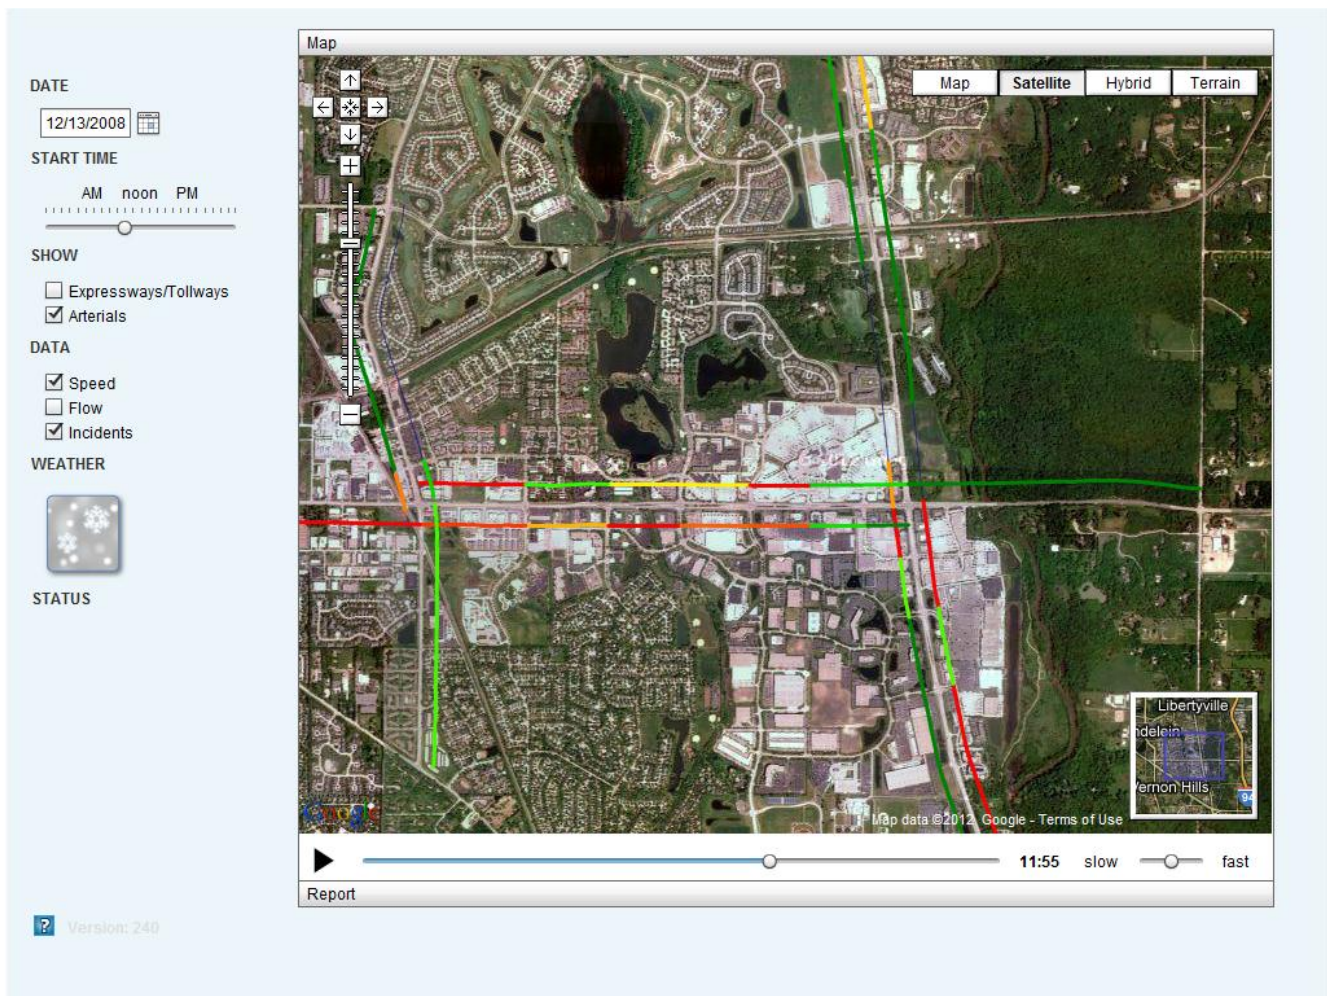 Map
DATE
12/13/2008
START TIME
AM noon PM
SHOW
Expressways/Tollways
Arterials
DATA
Speed
Flow
Incidents
WEATHER
STATUS
Map Satellite Hybrid Terrain
Libertyville
ndelein
Vernon Hills
94
Google
Map data ©2012 Google - Terms of Use
11:55 slow fast
Report
? Version: 240